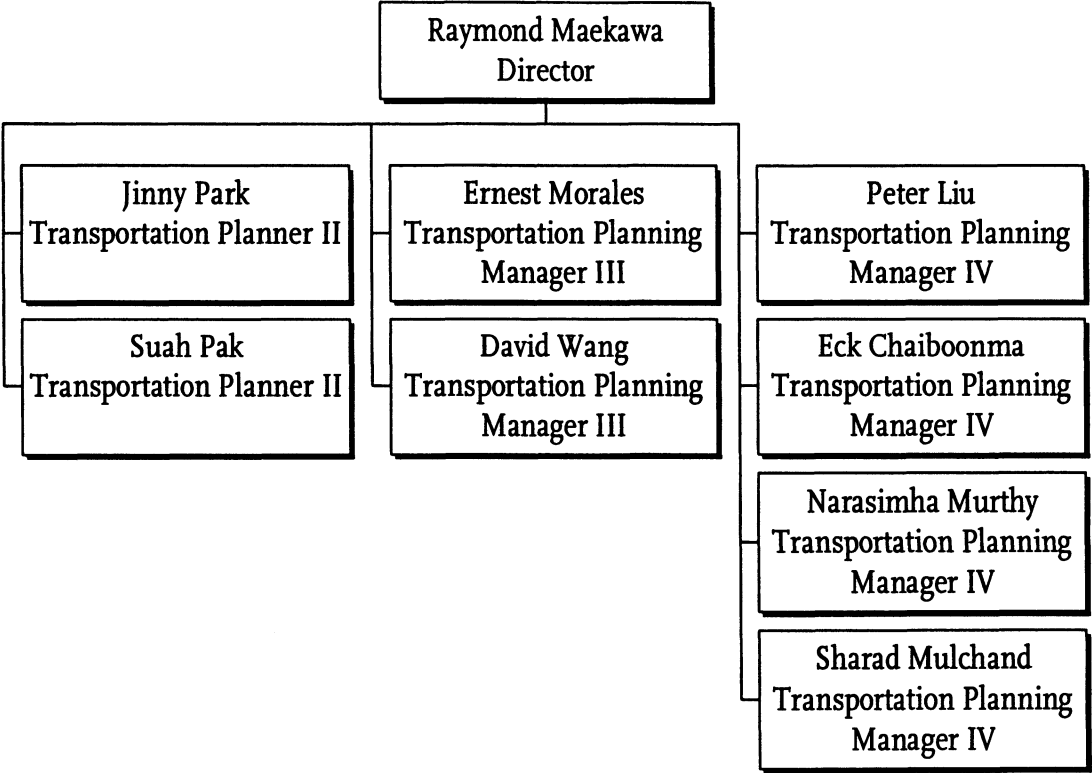 Raymond Maekawa
Director
Jinny Park
Transportation Planner II
Suah Pak
Transportation Planner II
Ernest Morales
Transportation Planning
Manager III
David Wang
Transportation Planning
Manager III
Peter Liu
Transportation Planning
Manager IV
Eck Chaiboonma
Transportation Planning
Manager IV
Narasimha Murthy
Transportation Planning
Manager IV
Sharad Mulchand
Transportation Planning
Manager IV